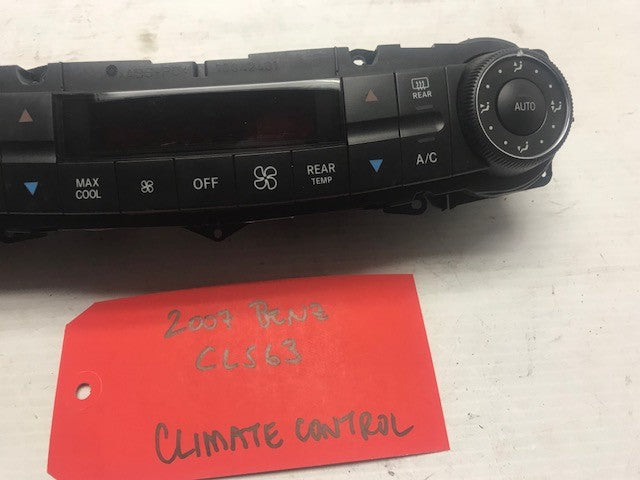 REAR
AUTO
MAX
COOL
OFF
REAR
TEMP
A/C
2007 BENZ
CLS63
CLIMATE CONTROL